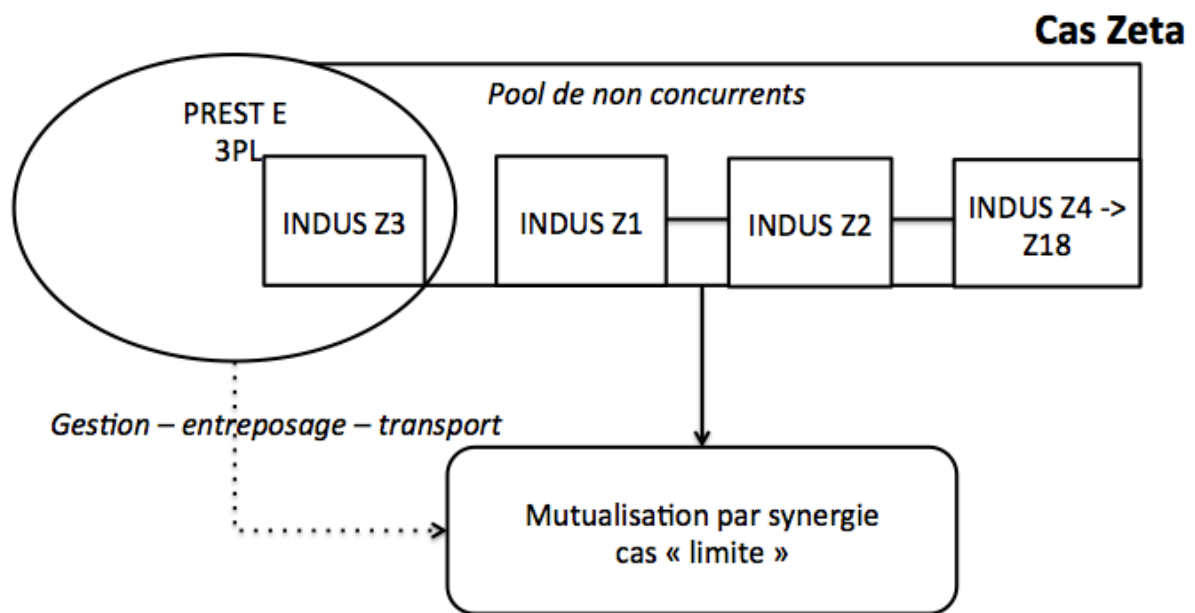 Cas Zeta
Pool de non concurrents
PREST E
3PL
INDUS Z3
INDUS Z1
INDUS Z2
INDUS Z4 ->
Z18
Gestion – entreposage – transport
Mutualisation par synergie
cas « limite »